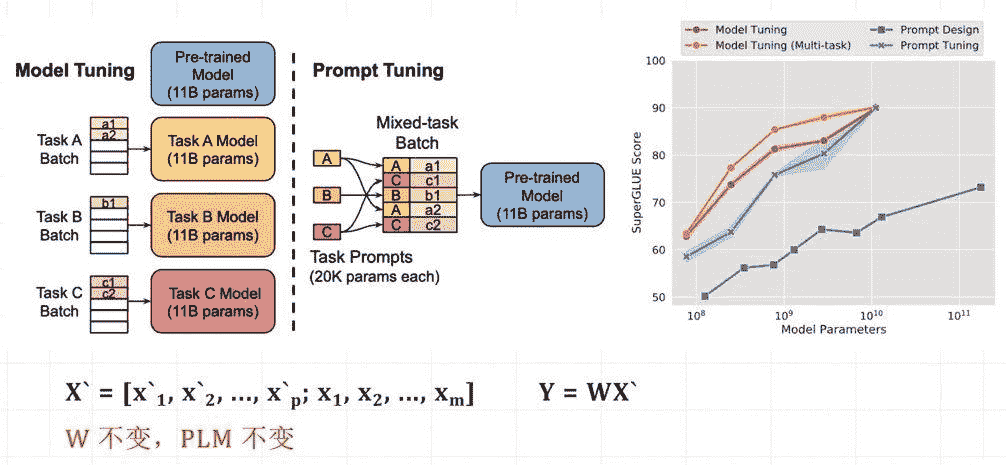 Model Tuning
Pre-trained
Model
(11B params)
Task A
Batch
a1
a2
Task A Model
(11B params)
Task B
Batch
b1
Task B Model
(11B params)
Task C
Batch
c1
c2
Task C Model
(11B params)
Prompt Tuning
Mixed-task
Batch
A
B
C
A a1
C c1
B b1
A a2
C c2
Task Prompts
(20K params each)
Pre-trained
Model
(11B params)
Model Tuning
Model Tuning (Multi-task)
Prompt Design
Prompt Tuning
SuperGLUE Score
100
90
80
70
60
50
10⁸ 10⁹ 10¹⁰ 10¹¹
Model Parameters
X` = [x`₁, x`₂, ..., x`ₚ; x₁, x₂, ..., xₘ] Y = WX`
W 不变，PLM 不变